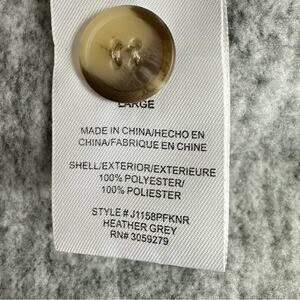 LARGE
MADE IN CHINA/HECHO EN
CHINA/FABRIQUE EN CHINE
SHELL/EXTERIOR/EXTERIEURE
100% POLYESTER/
100% POLIESTER
STYLE # J1158PFKNR
HEATHER GREY
RN# 3059279